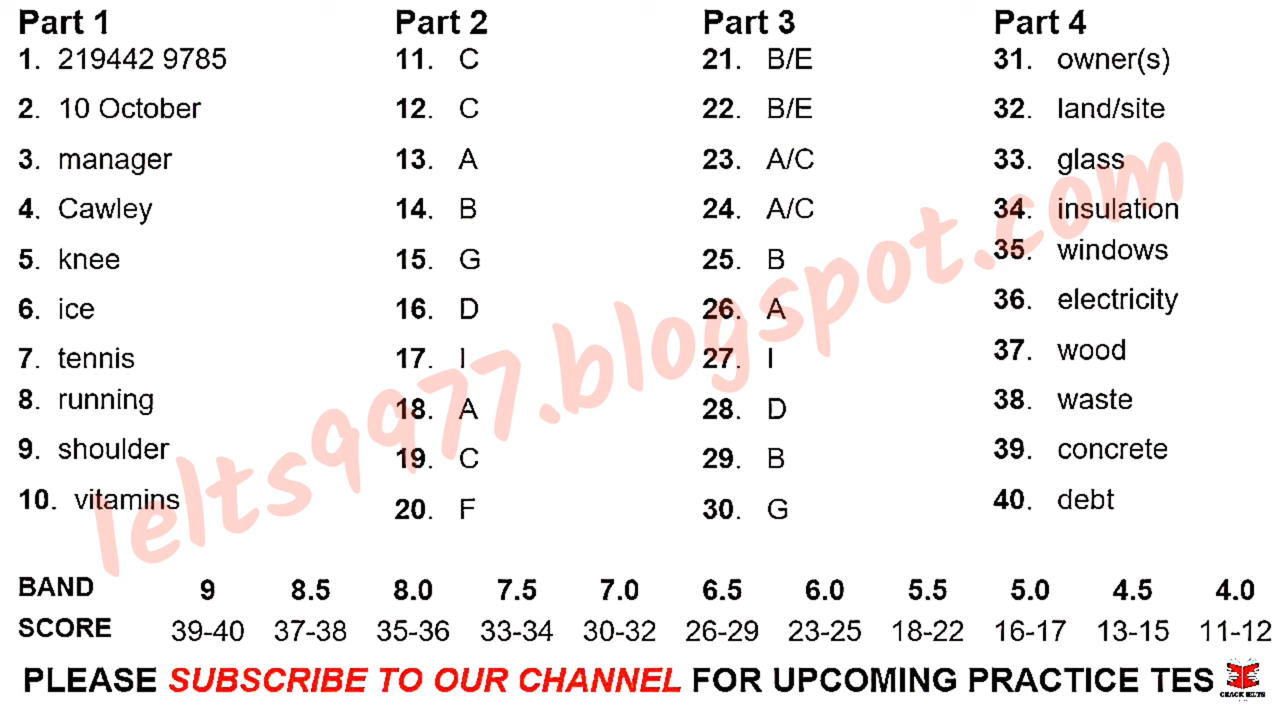 Part 1
1. 219442 9785
2. 10 October
3. manager
4. Cawley
5. knee
6. ice
7. tennis
8. running
9. shoulder
10. vitamins
Part 2
11. C
12. C
13. A
14. B
15. G
16. D
17. I
18. A
19. C
20. F
Part 3
21. B/E
22. B/E
23. A/C
24. A/C
25. B
26. A
27. I
28. D
29. B
30. G
Part 4
31. owner(s)
32. land/site
33. glass
34. insulation
35. windows
36. electricity
37. wood
38. waste
39. concrete
40. debt
Ielts9977.blogspot.com
BAND 9 8.5 8.0 7.5 7.0 6.5 6.0 5.5 5.0 4.5 4.0
SCORE 39-40 37-38 35-36 33-34 30-32 26-29 23-25 18-22 16-17 13-15 11-12
PLEASE SUBSCRIBE TO OUR CHANNEL FOR UPCOMING PRACTICE TES
CRACK IELTS